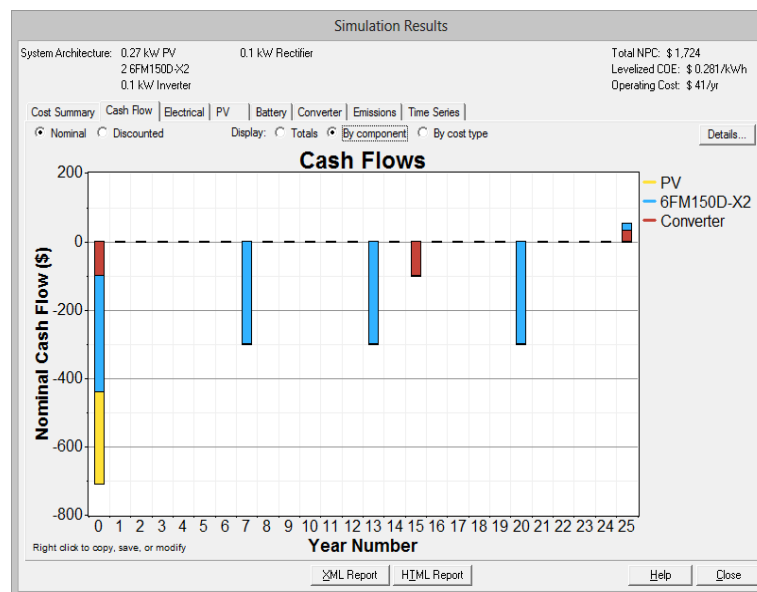 Simulation Results
System Architecture: 0.27 kW PV 0.1 kW Rectifier Total NPC: $ 1,724
2 6FM150D-X2 Levelized COE: $ 0.281/kWh
0.1 kW Inverter Operating Cost: $ 41/yr
Cost Summary Cash Flow Electrical PV Battery Converter Emissions Time Series
Nominal Discounted Display: Totals By component By cost type Details...
Cash Flows
200
0
-200
-400
-600
-800
Nominal Cash Flow ($)
PV
6FM150D-X2
Converter
0 1 2 3 4 5 6 7 8 9 10 11 12 13 14 15 16 17 18 19 20 21 22 23 24 25
Year Number
Right click to copy, save, or modify
XML Report HTML Report Help Close